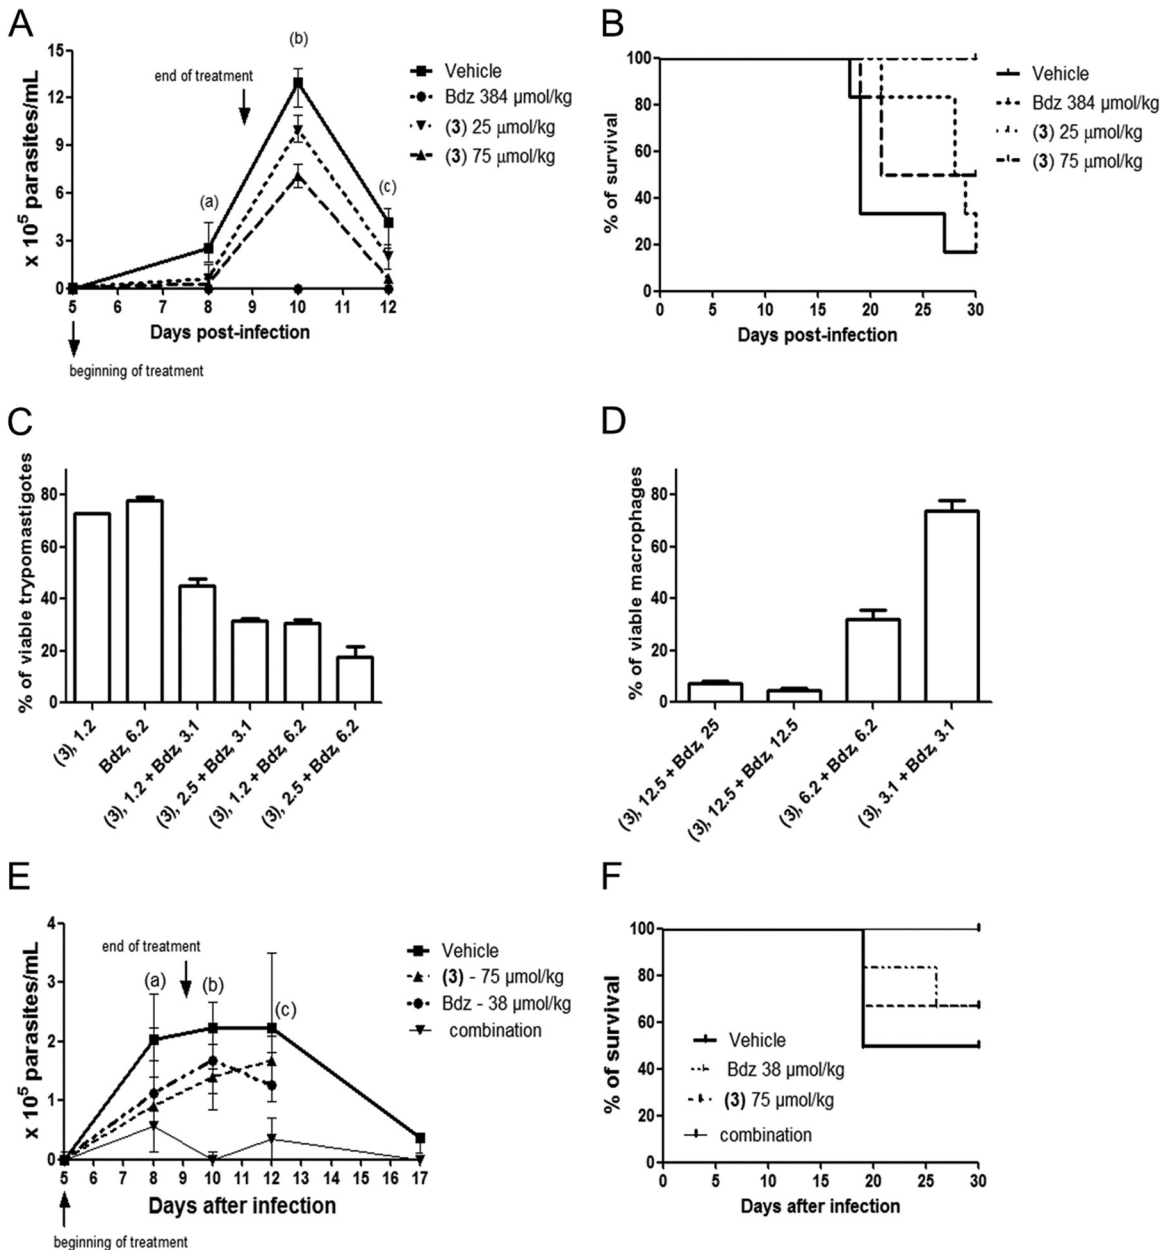 A
(b)
15
12
9
6
3
0
x 10⁵ parasites/mL
end of treatment
(a)
(c)
Vehicle
Bdz 384 µmol/kg
(3) 25 µmol/kg
(3) 75 µmol/kg
5 6 7 8 9 10 11 12
Days post-infection
beginning of treatment
B
100
80
60
40
20
0
% of survival
Vehicle
Bdz 384 µmol/kg
(3) 25 µmol/kg
(3) 75 µmol/kg
0 5 10 15 20 25 30
Days post-infection
C
80
60
40
20
0
% of viable trypomastigotes
(3), 1.2
Bdz, 6.2
(3), 1.2 + Bdz, 3.1
(3), 2.5 + Bdz, 3.1
(3), 1.2 + Bdz, 6.2
(3), 2.5 + Bdz, 6.2
D
80
60
40
20
0
% of viable macrophages
(3), 12.5 + Bdz, 25
(3), 12.5 + Bdz, 12.5
(3), 6.2 + Bdz, 6.2
(3), 3.1 + Bdz, 3.1
E
4
3
2
1
0
x 10⁵ parasites/mL
end of treatment
(a)
(b)
(c)
Vehicle
(3) - 75 µmol/kg
Bdz - 38 µmol/kg
combination
5 6 7 8 9 10 11 12 13 14 15 16 17
Days after infection
beginning of treatment
F
100
80
60
40
20
0
% of survival
Vehicle
Bdz 38 µmol/kg
(3) 75 µmol/kg
combination
0 5 10 15 20 25 30
Days after infection